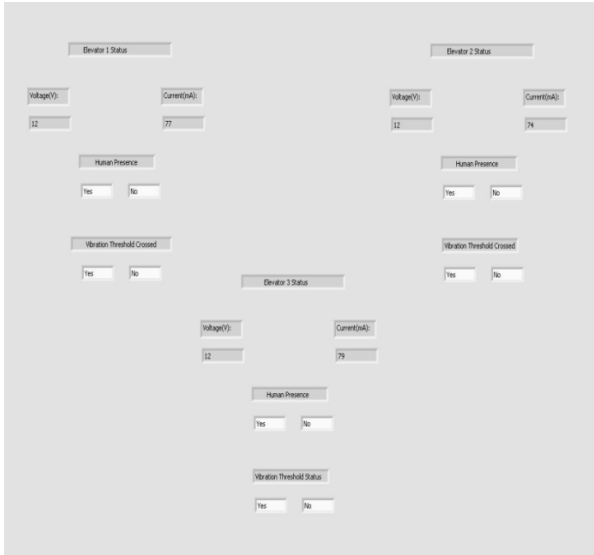 Elevator 1 Status
Voltage(V): Current(mA):
12 77
Human Presence
Yes No
Vibration Threshold Crossed
Yes No
Elevator 2 Status
Voltage(V): Current(mA):
12 74
Human Presence
Yes No
Vibration Threshold Crossed
Yes No
Elevator 3 Status
Voltage(V): Current(mA):
12 79
Human Presence
Yes No
Vibration Threshold Status
Yes No